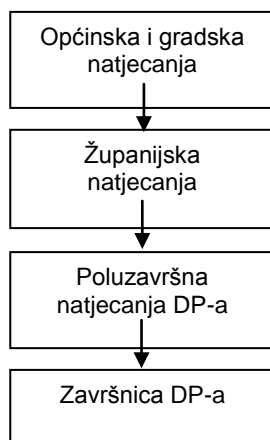 Općinska i gradska
natjecanja
Županijska
natjecanja
Poluzavršna
natjecanja DP-a
Završnica DP-a